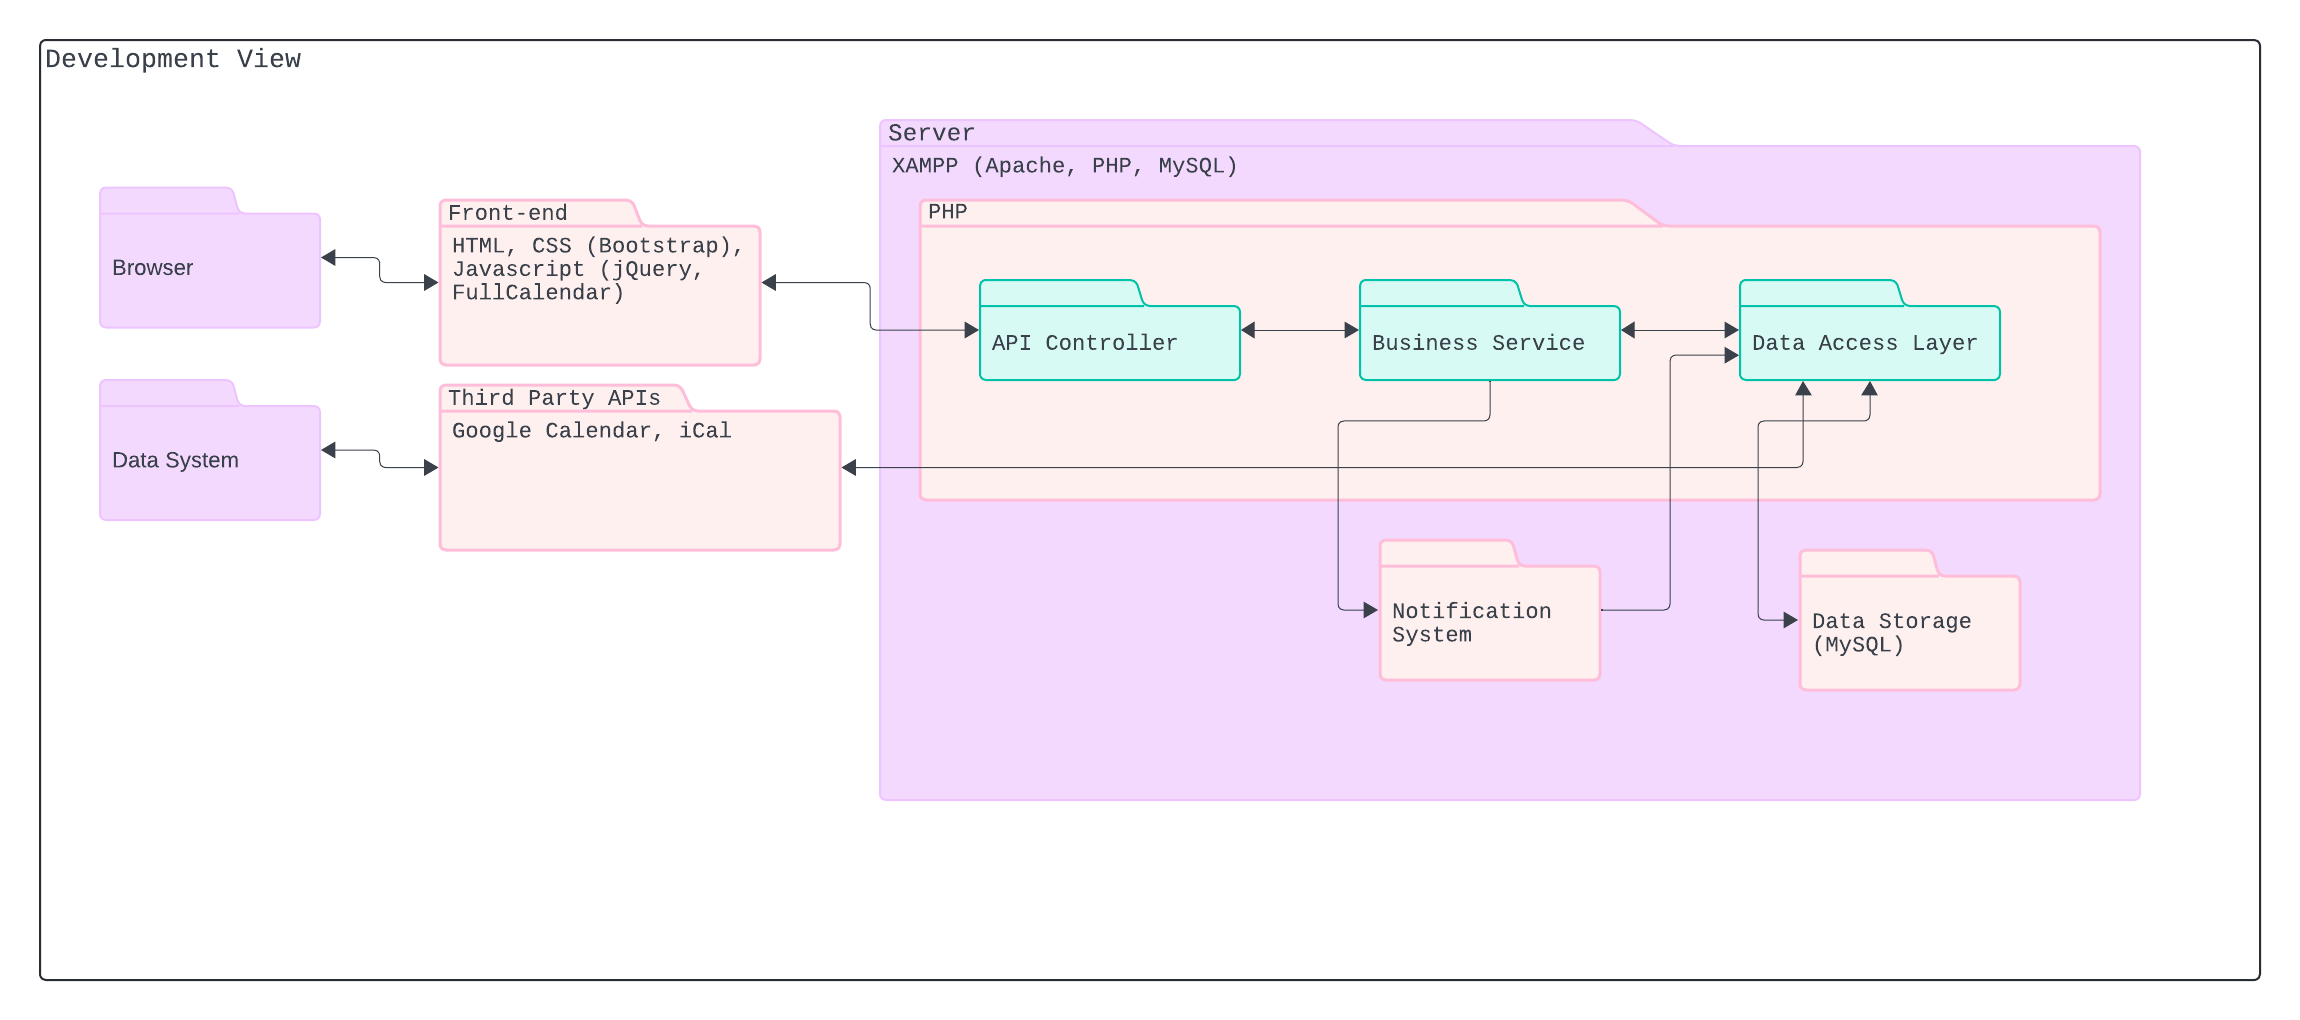 Development View
Server
XAMPP (Apache, PHP, MySQL)
PHP
Browser
Front-end
HTML, CSS (Bootstrap),
Javascript (jQuery,
FullCalendar)
API Controller
Business Service
Data Access Layer
Data System
Third Party APIs
Google Calendar, iCal
Notification
System
Data Storage
(MySQL)